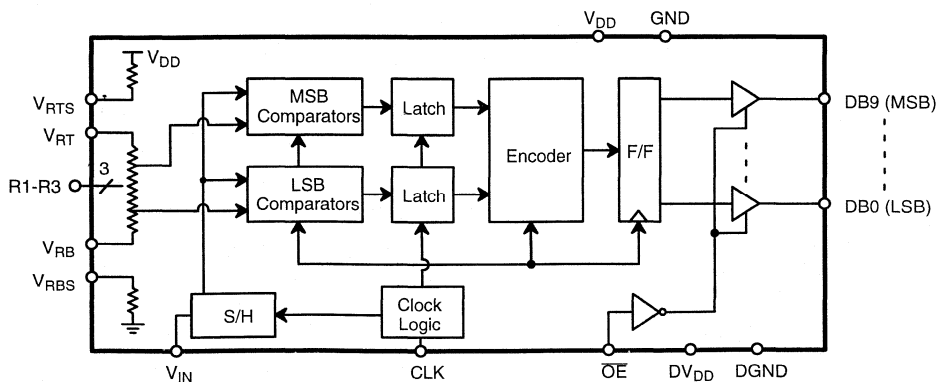 V_DD GND
V_DD
V_RTS
V_RT
R1-R3
3
V_RB
V_RBS
MSB
Comparators
Latch
LSB
Comparators
Latch
Encoder
F/F
DB9 (MSB)
DB0 (LSB)
S/H
Clock
Logic
V_IN
CLK
O̅E̅
DV_DD
DGND